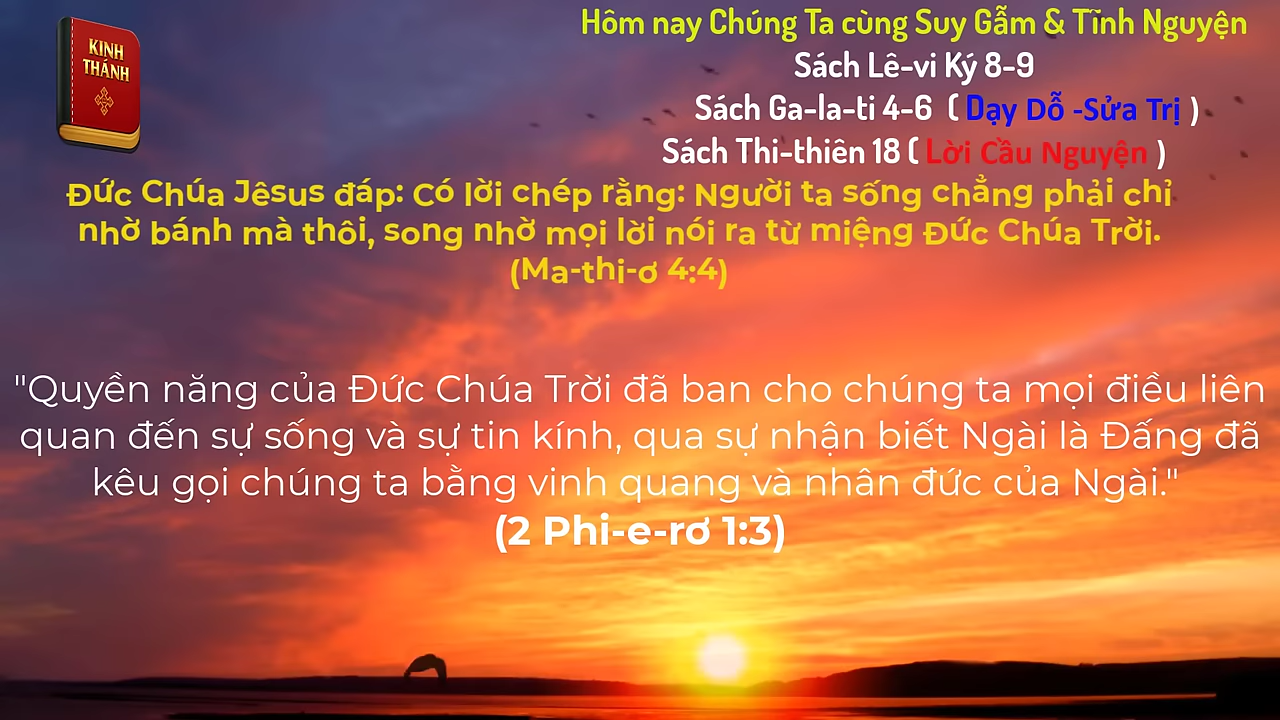 KINH
THÁNH
Hôm nay Chúng Ta cùng Suy Gẫm & Tĩnh Nguyện
Sách Lê-vi Ký 8-9
Sách Ga-la-ti 4-6 ( Dạy Dỗ -Sửa Trị )
Sách Thi-thiên 18 ( Lời Cầu Nguyện )
Đức Chúa Jêsus đáp: Có lời chép rằng: Người ta sống chẳng phải chỉ
nhờ bánh mà thôi, song nhờ mọi lời nói ra từ miệng Đức Chúa Trời.
(Ma-thi-ơ 4:4)
"Quyền năng của Đức Chúa Trời đã ban cho chúng ta mọi điều liên
quan đến sự sống và sự tin kính, qua sự nhận biết Ngài là Đấng đã
kêu gọi chúng ta bằng vinh quang và nhân đức của Ngài."
(2 Phi-e-rơ 1:3)